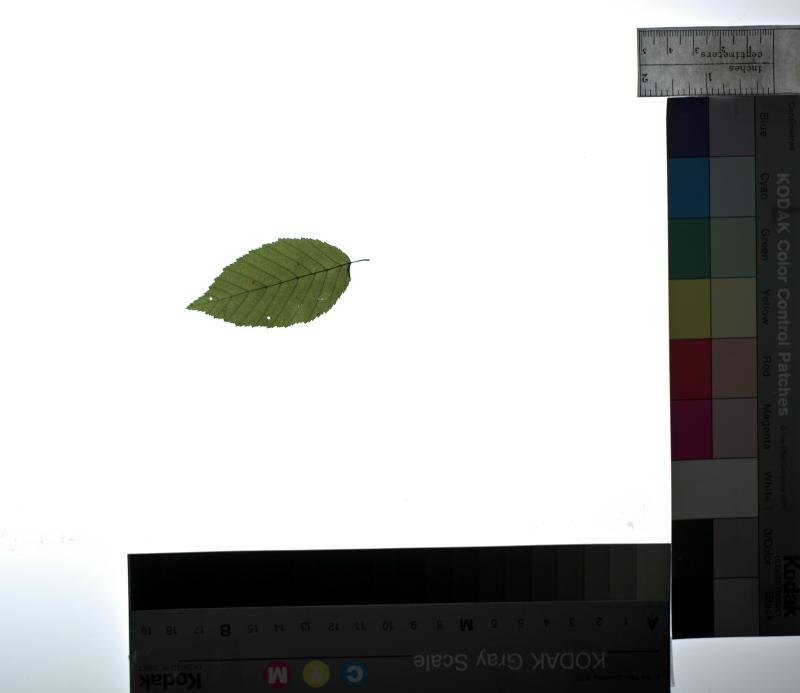 5 4 3 2 1
centimeters
inches
2 1
Centimetres
Blue
Cyan
Green
Yellow
Red
Magenta
White
3/Color
Black
KODAK Color Control Patches
Kodak
A 1 2 3 4 5 6 M 8 9 10 11 12 13 14 15 B 17 18 19
KODAK Gray Scale
C Y M
Kodak